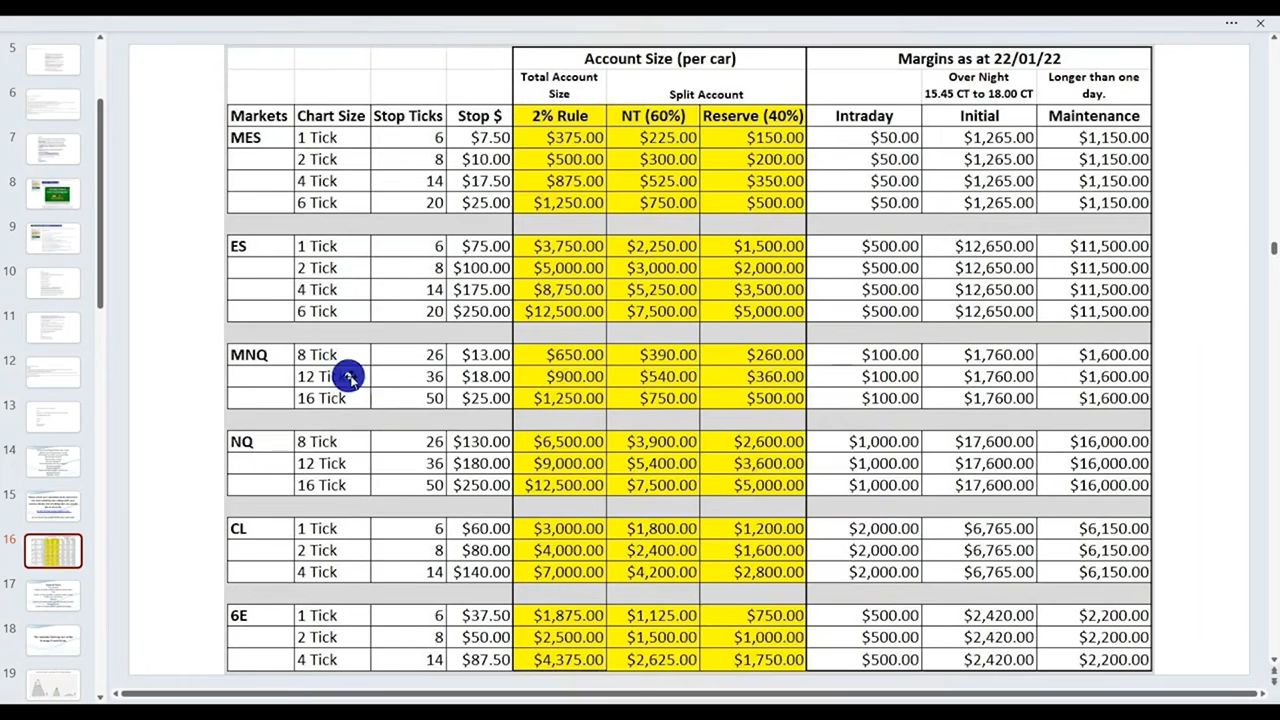 Account Size (per car) Margins as at 22/01/22
Total Account Size Split Account Over Night 15.45 CT to 18.00 CT Longer than one day.
Markets Chart Size Stop Ticks Stop $ 2% Rule NT (60%) Reserve (40%) Intraday Initial Maintenance
MES 1 Tick 6 $7.50 $375.00 $225.00 $150.00 $50.00 $1,265.00 $1,150.00
2 Tick 8 $10.00 $500.00 $300.00 $200.00 $50.00 $1,265.00 $1,150.00
4 Tick 14 $17.50 $875.00 $525.00 $350.00 $50.00 $1,265.00 $1,150.00
6 Tick 20 $25.00 $1,250.00 $750.00 $500.00 $50.00 $1,265.00 $1,150.00
ES 1 Tick 6 $75.00 $3,750.00 $2,250.00 $1,500.00 $500.00 $12,650.00 $11,500.00
2 Tick 8 $100.00 $5,000.00 $3,000.00 $2,000.00 $500.00 $12,650.00 $11,500.00
4 Tick 14 $175.00 $8,750.00 $5,250.00 $3,500.00 $500.00 $12,650.00 $11,500.00
6 Tick 20 $250.00 $12,500.00 $7,500.00 $5,000.00 $500.00 $12,650.00 $11,500.00
MNQ 8 Tick 26 $13.00 $650.00 $390.00 $260.00 $100.00 $1,760.00 $1,600.00
12 36 $18.00 $900.00 $540.00 $360.00 $100.00 $1,760.00 $1,600.00
16 Tick 50 $25.00 $1,250.00 $750.00 $500.00 $100.00 $1,760.00 $1,600.00
NQ 8 Tick 26 $130.00 $6,500.00 $3,900.00 $2,600.00 $1,000.00 $17,600.00 $16,000.00
12 Tick 36 $180.00 $9,000.00 $5,400.00 $3,600.00 $1,000.00 $17,600.00 $16,000.00
16 Tick 50 $250.00 $12,500.00 $7,500.00 $5,000.00 $1,000.00 $17,600.00 $16,000.00
CL 1 Tick 6 $60.00 $3,000.00 $1,800.00 $1,200.00 $2,000.00 $6,765.00 $6,150.00
2 Tick 8 $80.00 $4,000.00 $2,400.00 $1,600.00 $2,000.00 $6,765.00 $6,150.00
4 Tick 14 $140.00 $7,000.00 $4,200.00 $2,800.00 $2,000.00 $6,765.00 $6,150.00
6E 1 Tick 6 $37.50 $1,875.00 $1,125.00 $750.00 $500.00 $2,420.00 $2,200.00
2 Tick 8 $50.00 $2,500.00 $1,500.00 $1,000.00 $500.00 $2,420.00 $2,200.00
4 Tick 14 $87.50 $4,375.00 $2,625.00 $1,750.00 $500.00 $2,420.00 $2,200.00
5
6
7
8
9
10
11
12
13
14
15
16
17
18
19